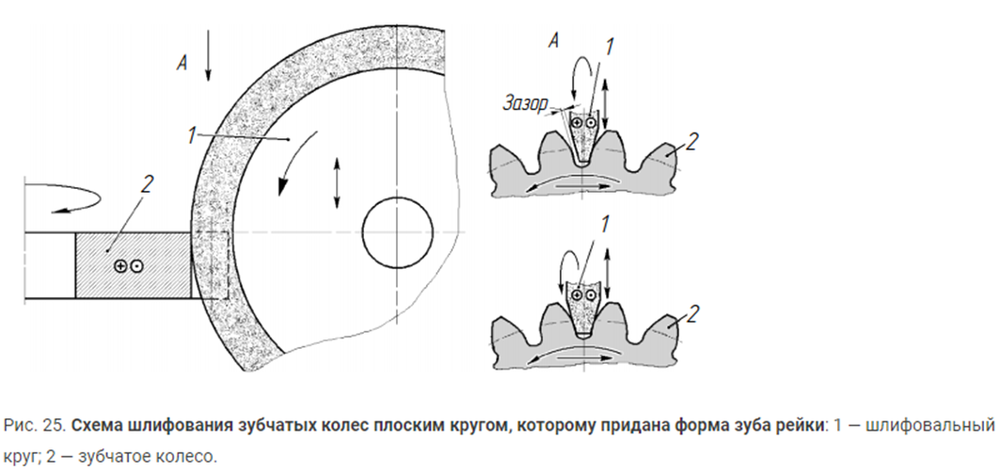 А
1
2
А
1
Зазор
2
1
2
Рис. 25. Схема шлифования зубчатых колес плоским кругом, которому придана форма зуба рейки: 1 — шлифовальный
круг; 2 — зубчатое колесо.